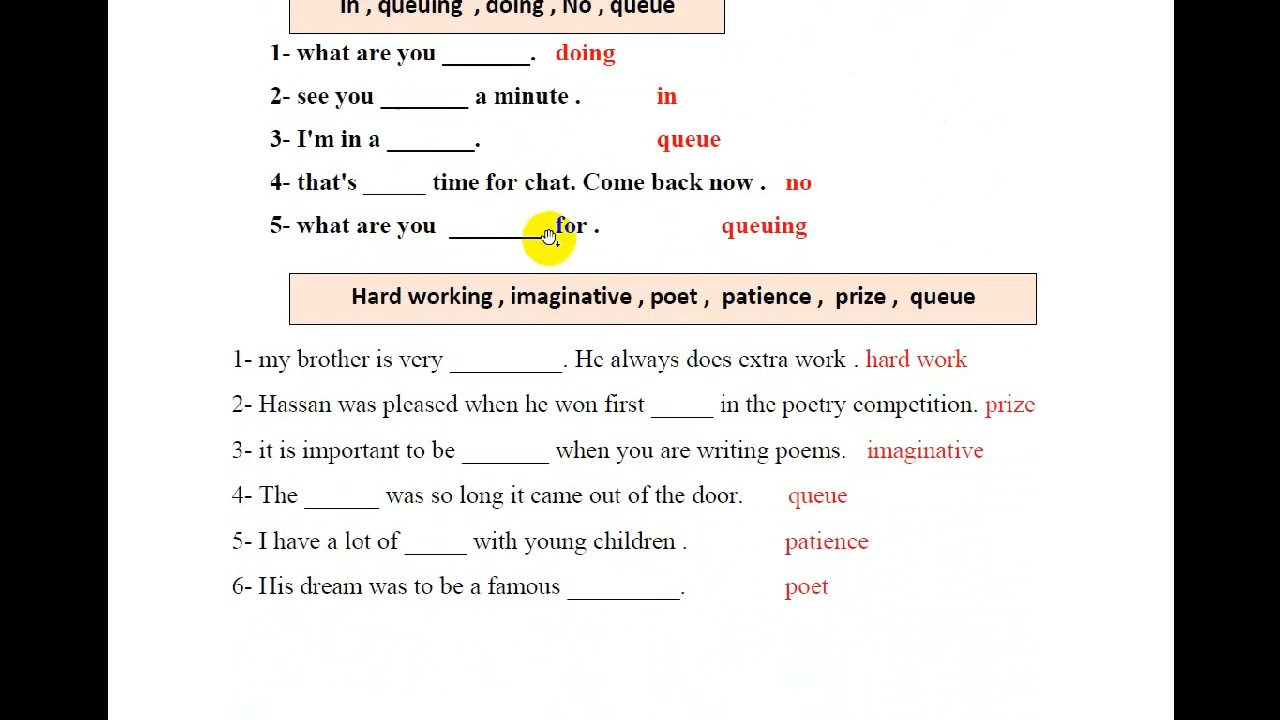 in , queuing , doing , No , queue
1- what are you _______. doing
2- see you _______ a minute . in
3- I'm in a _______. queue
4- that's _____ time for chat. Come back now . no
5- what are you ________for . queuing
Hard working , imaginative , poet , patience , prize , queue
1- my brother is very _________. He always does extra work . hard work
2- Hassan was pleased when he won first _____ in the poetry competition. prize
3- it is important to be _______ when you are writing poems. imaginative
4- The ______ was so long it came out of the door. queue
5- I have a lot of _____ with young children . patience
6- His dream was to be a famous _________. poet